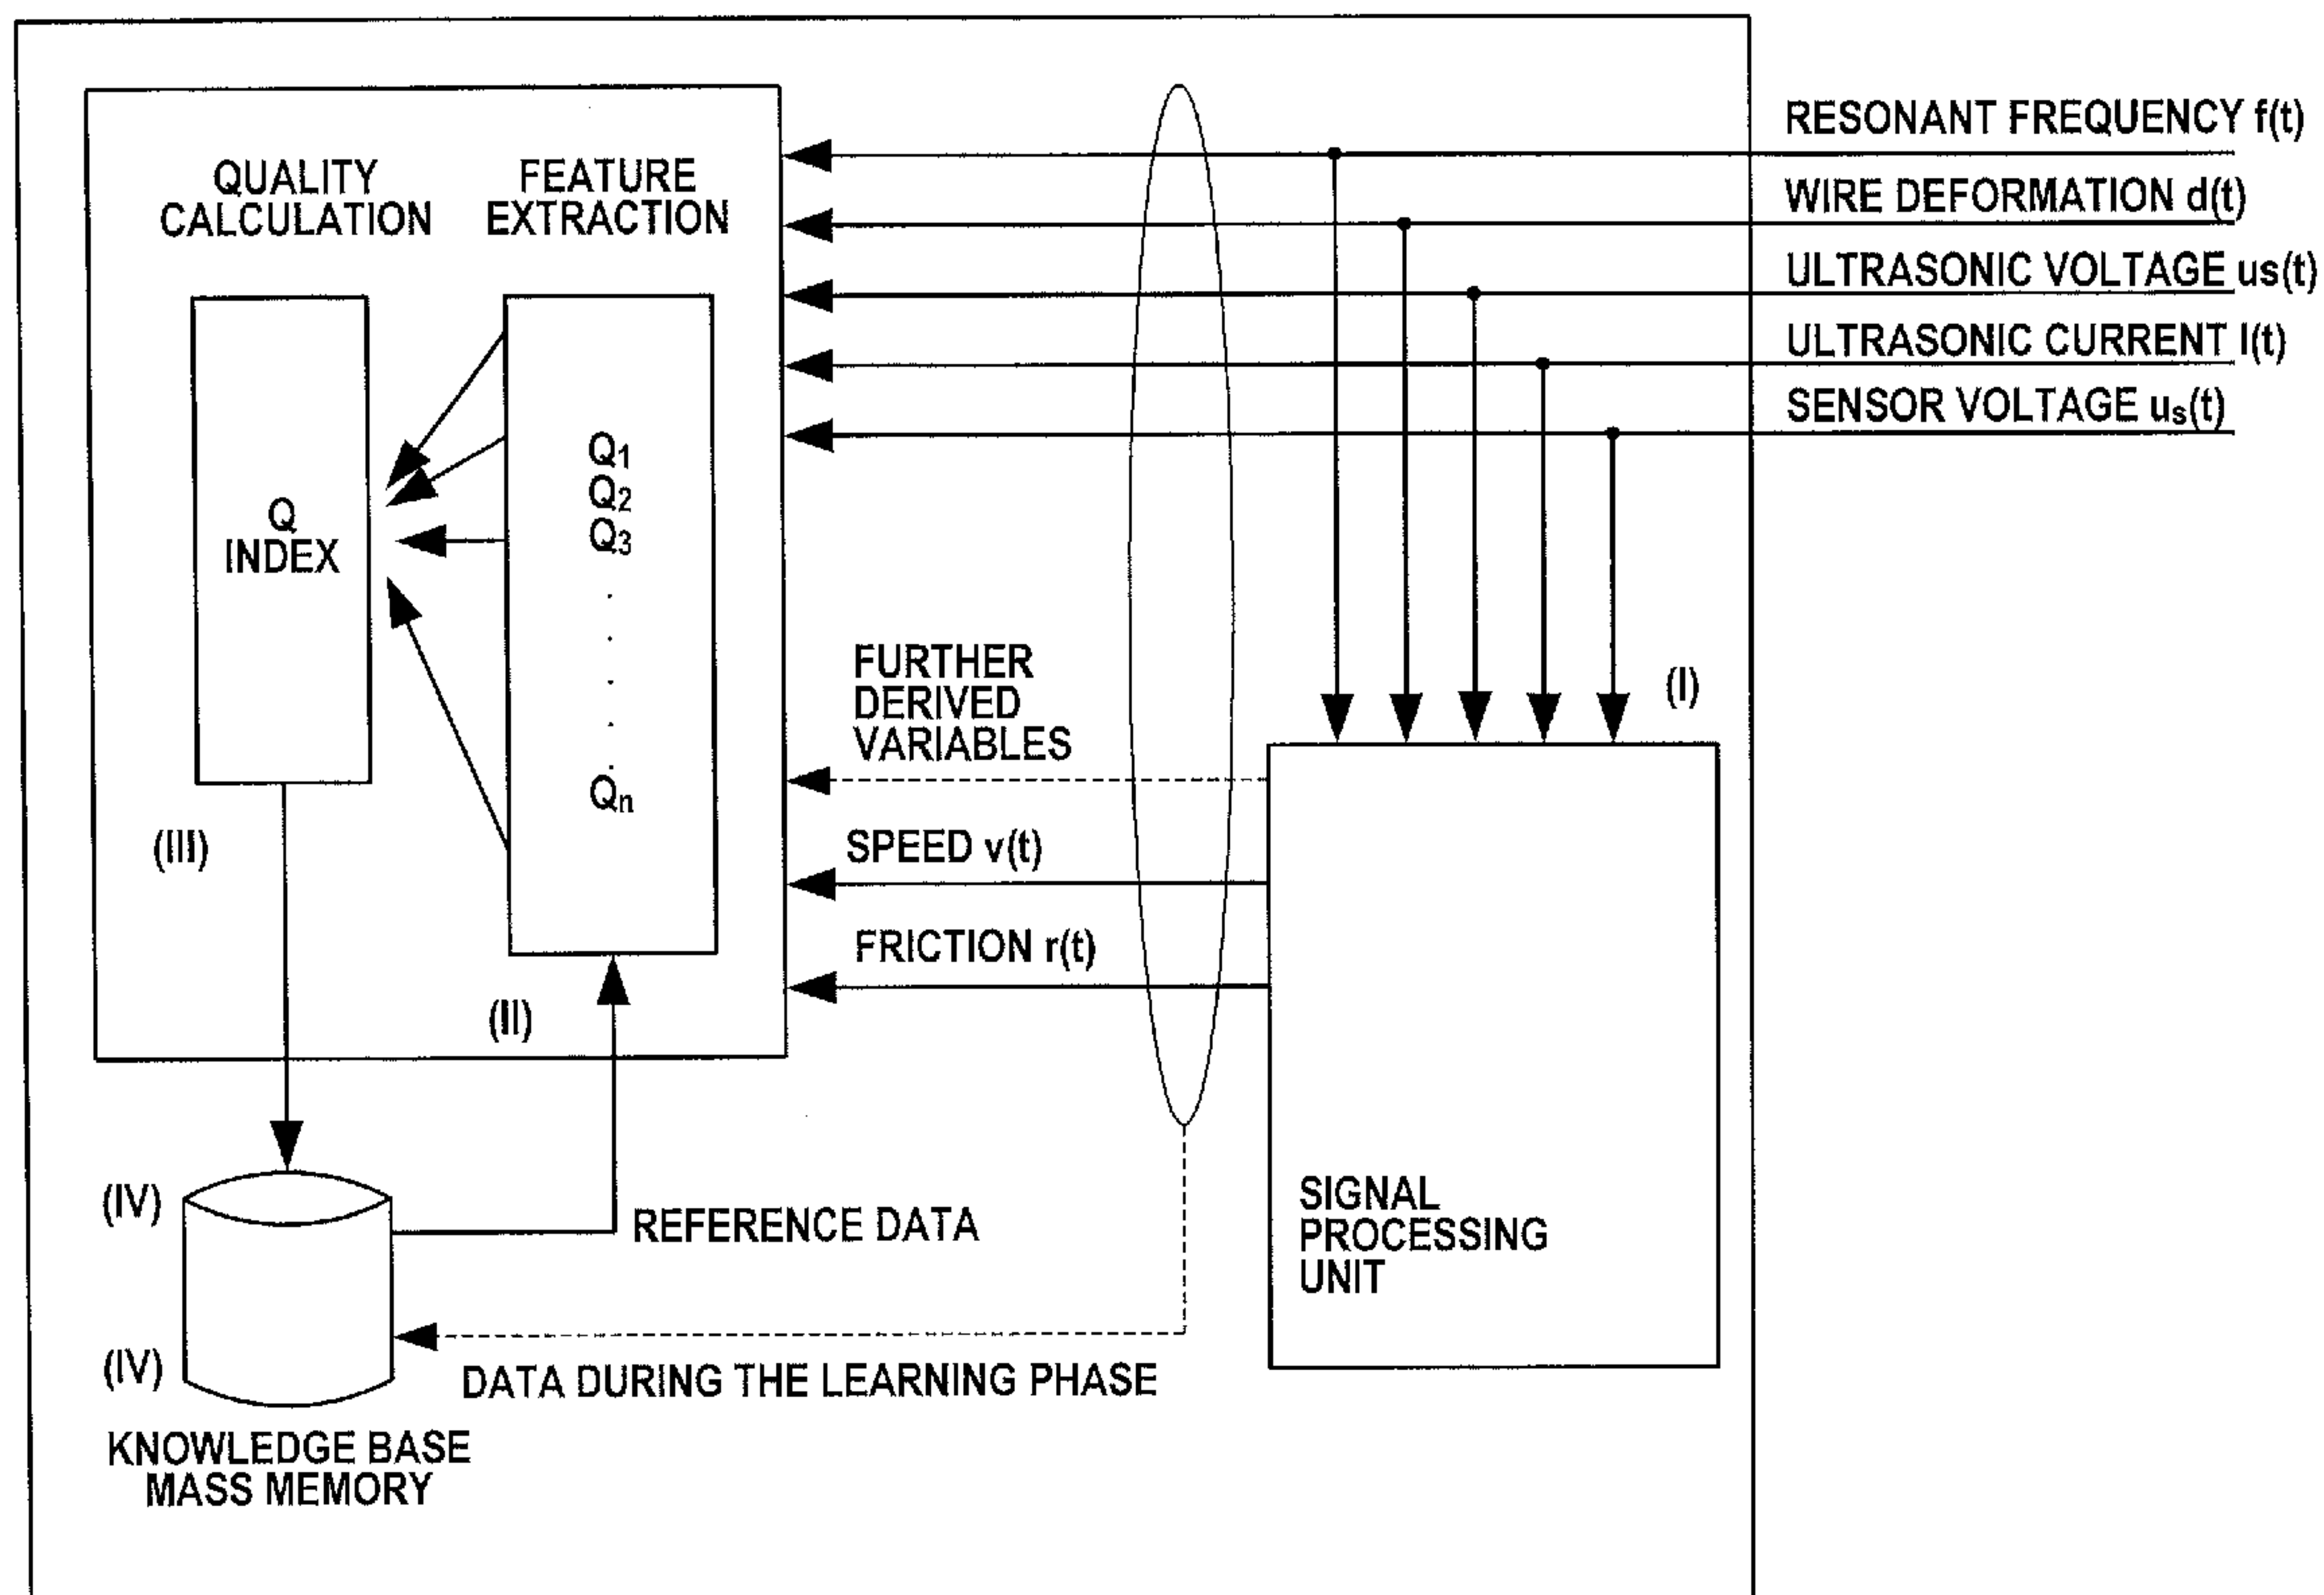 RESONANT FREQUENCY f(t)
WIRE DEFORMATION d(t)
ULTRASONIC VOLTAGE us(t)
ULTRASONIC CURRENT I(t)
SENSOR VOLTAGE uₛ(t)
QUALITY
CALCULATION
FEATURE
EXTRACTION
Q
INDEX
Q₁
Q₂
Q₃
.
.
.
.
.
Qₙ
(I)
FURTHER
DERIVED
VARIABLES
SPEED v(t)
FRICTION r(t)
(III)
(II)
SIGNAL
PROCESSING
UNIT
(IV)
REFERENCE DATA
(IV)
DATA DURING THE LEARNING PHASE
KNOWLEDGE BASE
MASS MEMORY